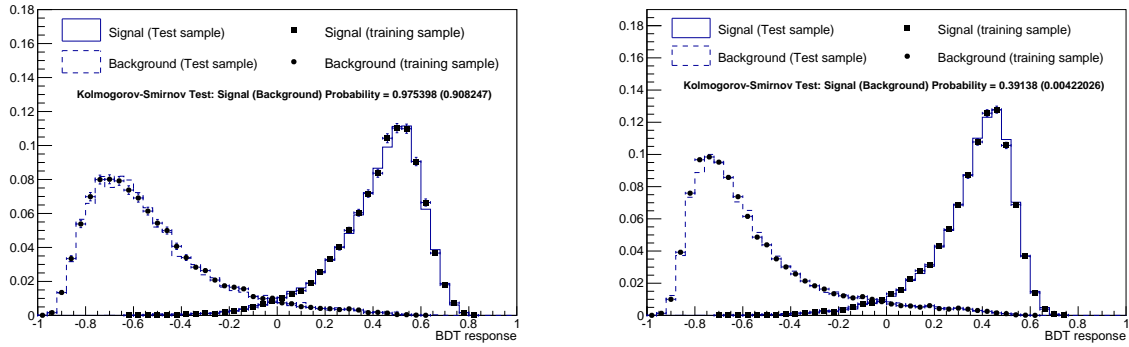 0.18
0.16
0.14
0.12
0.1
0.08
0.06
0.04
0.02
0
Signal (Test sample)
Signal (training sample)
Background (Test sample)
Background (training sample)
Kolmogorov-Smirnov Test: Signal (Background) Probability = 0.975398 (0.908247)
-1 -0.8 -0.6 -0.4 -0.2 0 0.2 0.4 0.6 0.8 1
BDT response
0.18
0.16
0.14
0.12
0.1
0.08
0.06
0.04
0.02
0
Signal (Test sample)
Signal (training sample)
Background (Test sample)
Background (training sample)
Kolmogorov-Smirnov Test: Signal (Background) Probability = 0.39138 (0.00422026)
-1 -0.8 -0.6 -0.4 -0.2 0 0.2 0.4 0.6 0.8 1
BDT response